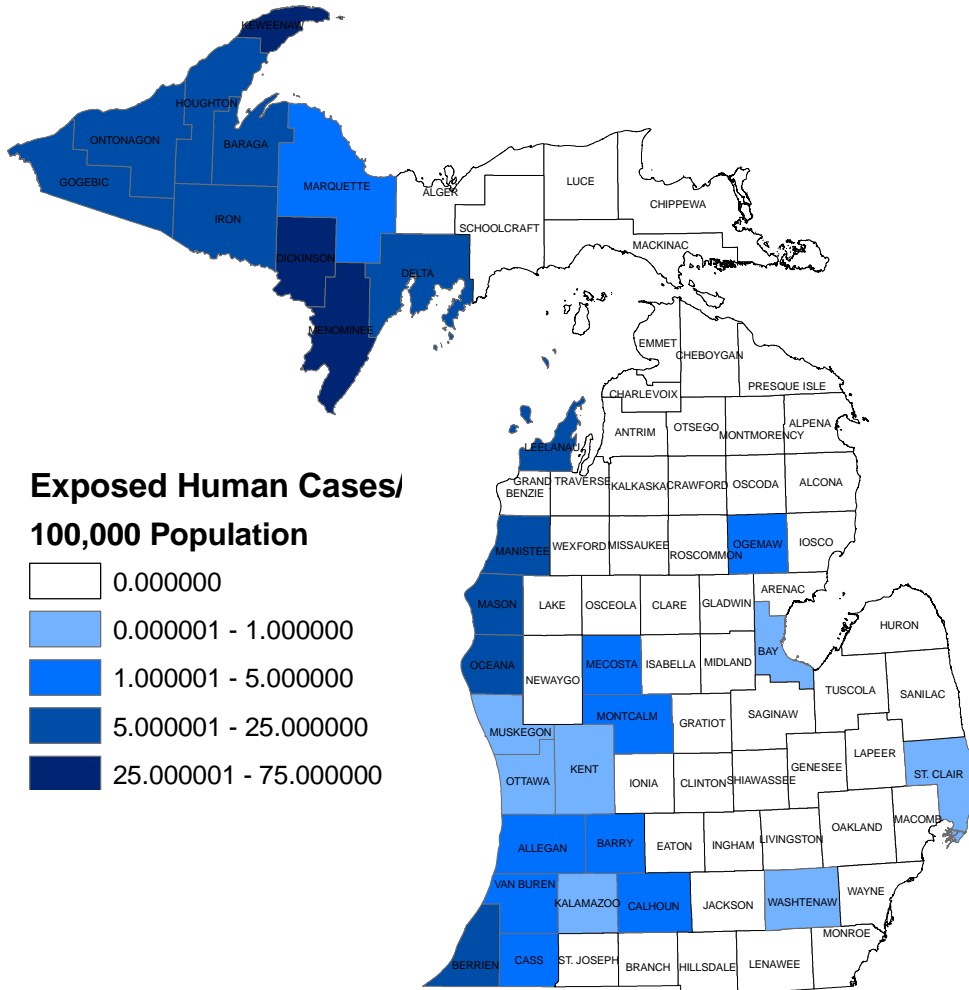 KEWEENAW
HOUGHTON
ONTONAGON
BARAGA
GOGEBIC
MARQUETTE
IRON
ALGER
LUCE
CHIPPEWA
SCHOOLCRAFT
MACKINAC
DICKINSON
DELTA
MENOMINEE
EMMET
CHEBOYGAN
PRESQUE ISLE
CHARLEVOIX
ANTRIM
OTSEGO
MONTMORENCY
ALPENA
LEELANAU
Exposed Human Cases/
100,000 Population
0.000000
0.000001 - 1.000000
1.000001 - 5.000000
5.000001 - 25.000000
25.000001 - 75.000000
GRAND TRAVERSE
BENZIE
KALKASKA
CRAWFORD
OSCODA
ALCONA
MANISTEE
WEXFORD
MISSAUKEE
ROSCOMMON
OGEMAW
IOSCO
ARENAC
MASON
LAKE
OSCEOLA
CLARE
GLADWIN
HURON
BAY
OCEANA
NEWAYGO
MECOSTA
ISABELLA
MIDLAND
TUSCOLA
SANILAC
MUSKEGON
MONTCALM
GRATIOT
SAGINAW
LAPEER
GENESEE
ST. CLAIR
OTTAWA
KENT
IONIA
CLINTON
SHIAWASSEE
MACOMB
OAKLAND
LIVINGSTON
ALLEGAN
BARRY
EATON
INGHAM
VAN BUREN
KALAMAZOO
CALHOUN
JACKSON
WASHTENAW
WAYNE
MONROE
BERRIEN
CASS
ST. JOSEPH
BRANCH
HILLSDALE
LENAWEE